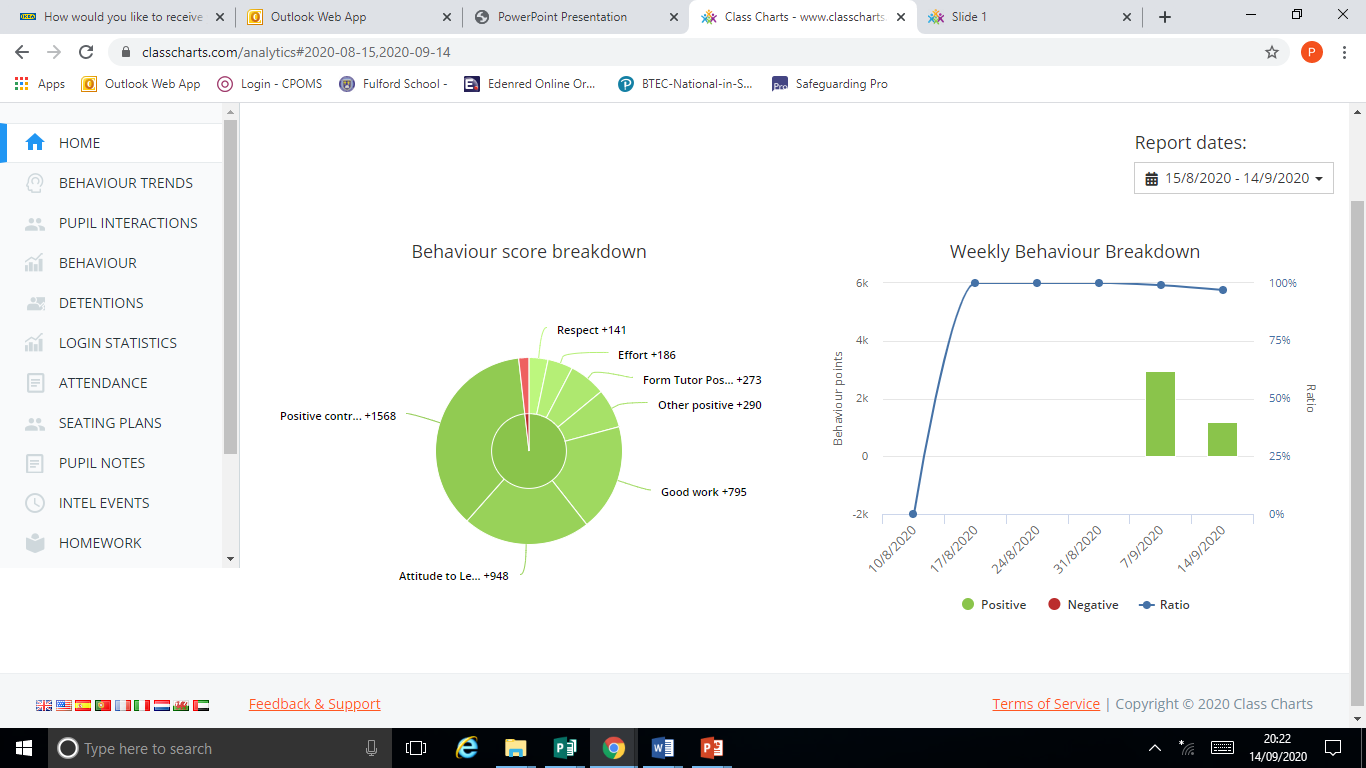 How would you like to receive
Outlook Web App
PowerPoint Presentation
Class Charts - www.classcharts.
Slide 1
classcharts.com/analytics#2020-08-15,2020-09-14
P
Apps
Outlook Web App
Login - CPOMS
Fulford School -
Edenred Online Or...
BTEC-National-in-S...
Safeguarding Pro
HOME
BEHAVIOUR TRENDS
PUPIL INTERACTIONS
BEHAVIOUR
DETENTIONS
LOGIN STATISTICS
ATTENDANCE
SEATING PLANS
PUPIL NOTES
INTEL EVENTS
HOMEWORK
Report dates:
15/8/2020 - 14/9/2020
Behaviour score breakdown
Respect +141
Effort +186
Form Tutor Pos... +273
Other positive +290
Positive contr... +1568
Good work +795
Attitude to Le... +948
Weekly Behaviour Breakdown
6k
4k
2k
0
-2k
Behaviour points
100%
75%
50%
25%
0%
Ratio
10/8/2020
17/8/2020
24/8/2020
31/8/2020
7/9/2020
14/9/2020
Positive
Negative
Ratio
Feedback & Support
Terms of Service | Copyright © 2020 Class Charts
Type here to search
20:22
14/09/2020